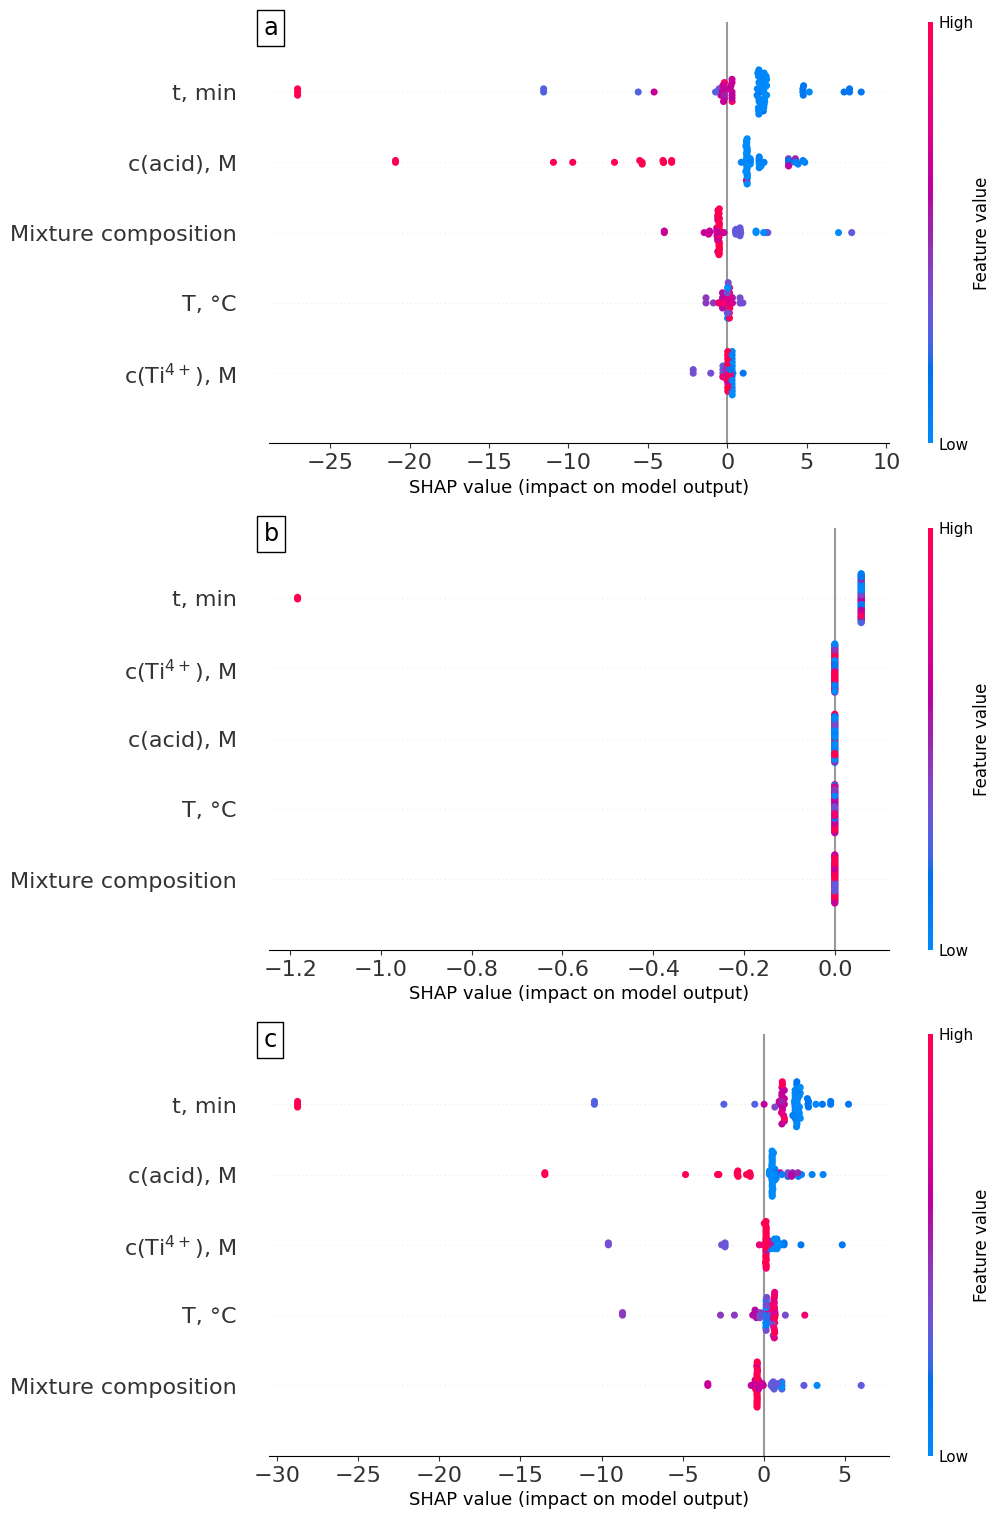 a
High
t, min
c(acid), M
Mixture composition
T, °C
c(Ti⁴⁺), M
Feature value
Low
−25 −20 −15 −10 −5 0 5 10
SHAP value (impact on model output)
b
High
t, min
c(Ti⁴⁺), M
c(acid), M
T, °C
Mixture composition
Feature value
Low
−1.2 −1.0 −0.8 −0.6 −0.4 −0.2 0.0
SHAP value (impact on model output)
c
High
t, min
c(acid), M
c(Ti⁴⁺), M
T, °C
Mixture composition
Feature value
Low
−30 −25 −20 −15 −10 −5 0 5
SHAP value (impact on model output)